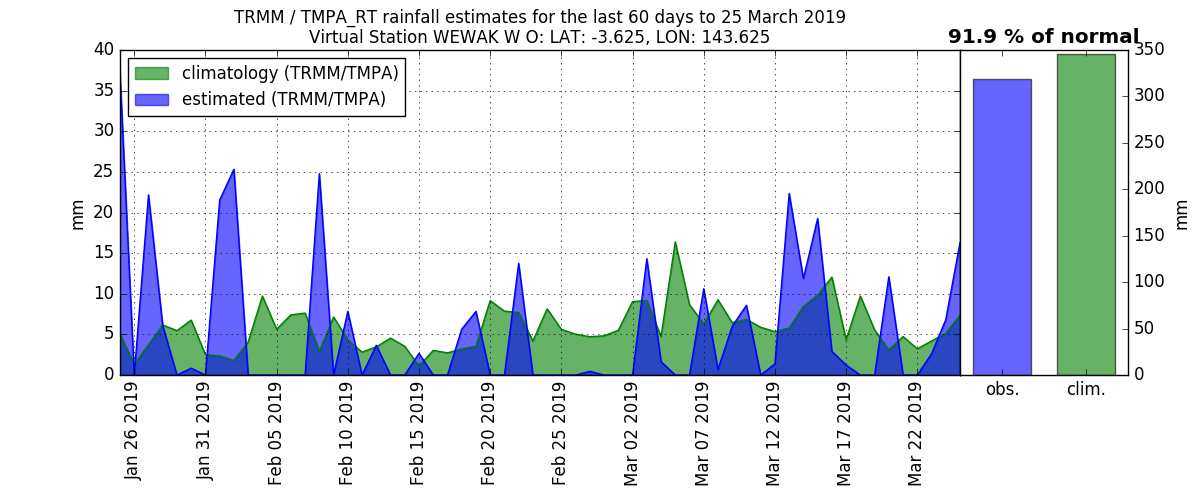 TRMM / TMPA_RT rainfall estimates for the last 60 days to 25 March 2019
Virtual Station WEWAK W O: LAT: -3.625, LON: 143.625
91.9 % of normal
climatology (TRMM/TMPA)
estimated (TRMM/TMPA)
40
35
30
25
20
15
10
5
0
mm
Jan 26 2019
Jan 31 2019
Feb 05 2019
Feb 10 2019
Feb 15 2019
Feb 20 2019
Feb 25 2019
Mar 02 2019
Mar 07 2019
Mar 12 2019
Mar 17 2019
Mar 22 2019
obs.
clim.
350
300
250
200
150
100
50
0
mm